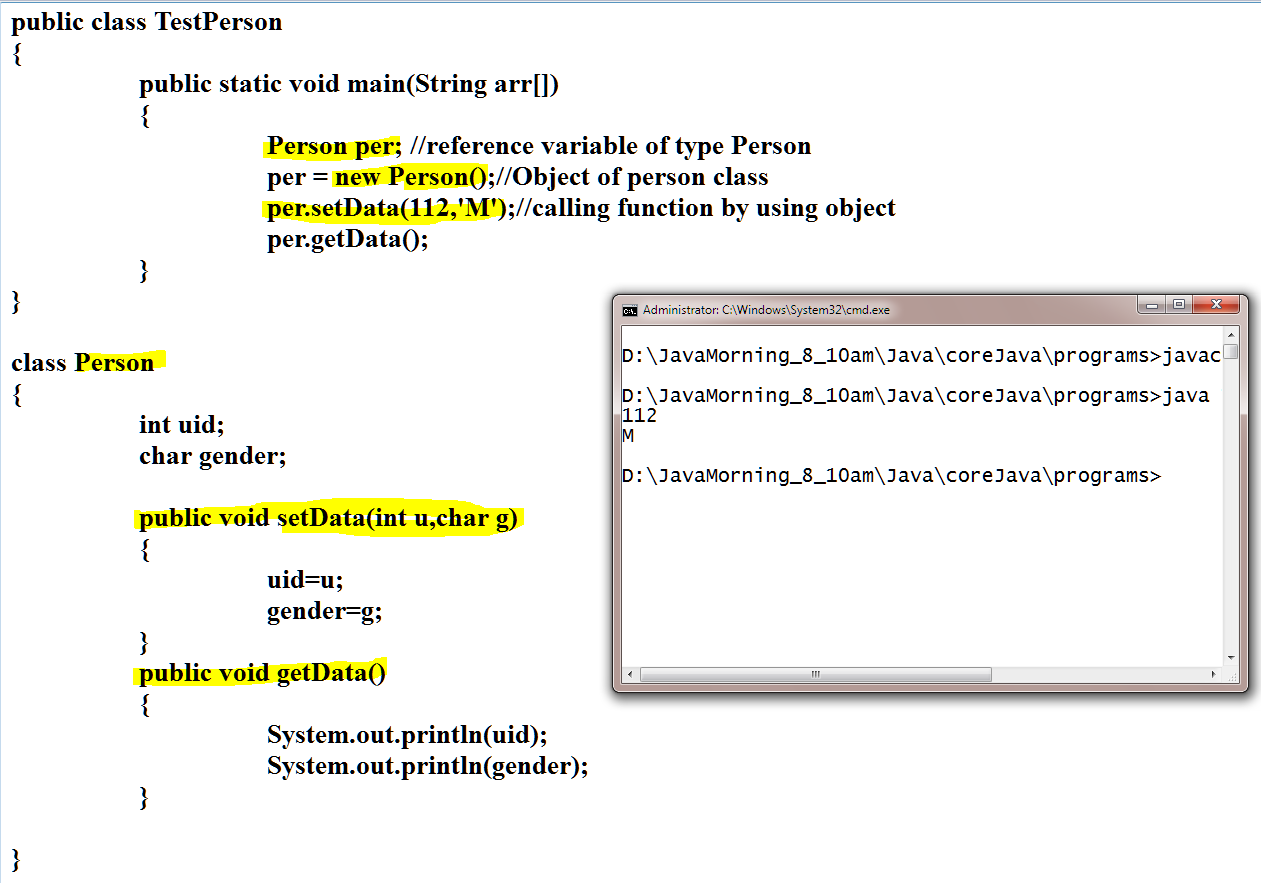 public class TestPerson
{
public static void main(String arr[])
{
Person per; //reference variable of type Person
per = new Person();//Object of person class
per.setData(112,'M');//calling function by using object
per.getData();
}
}
class Person
{
int uid;
char gender;
public void setData(int u,char g)
{
uid=u;
gender=g;
}
public void getData()
{
System.out.println(uid);
System.out.println(gender);
}
}
Administrator: C:\Windows\System32\cmd.exe
D:\JavaMorning_8_10am\Java\coreJava\programs>javac
D:\JavaMorning_8_10am\Java\coreJava\programs>java
112
M
D:\JavaMorning_8_10am\Java\coreJava\programs>